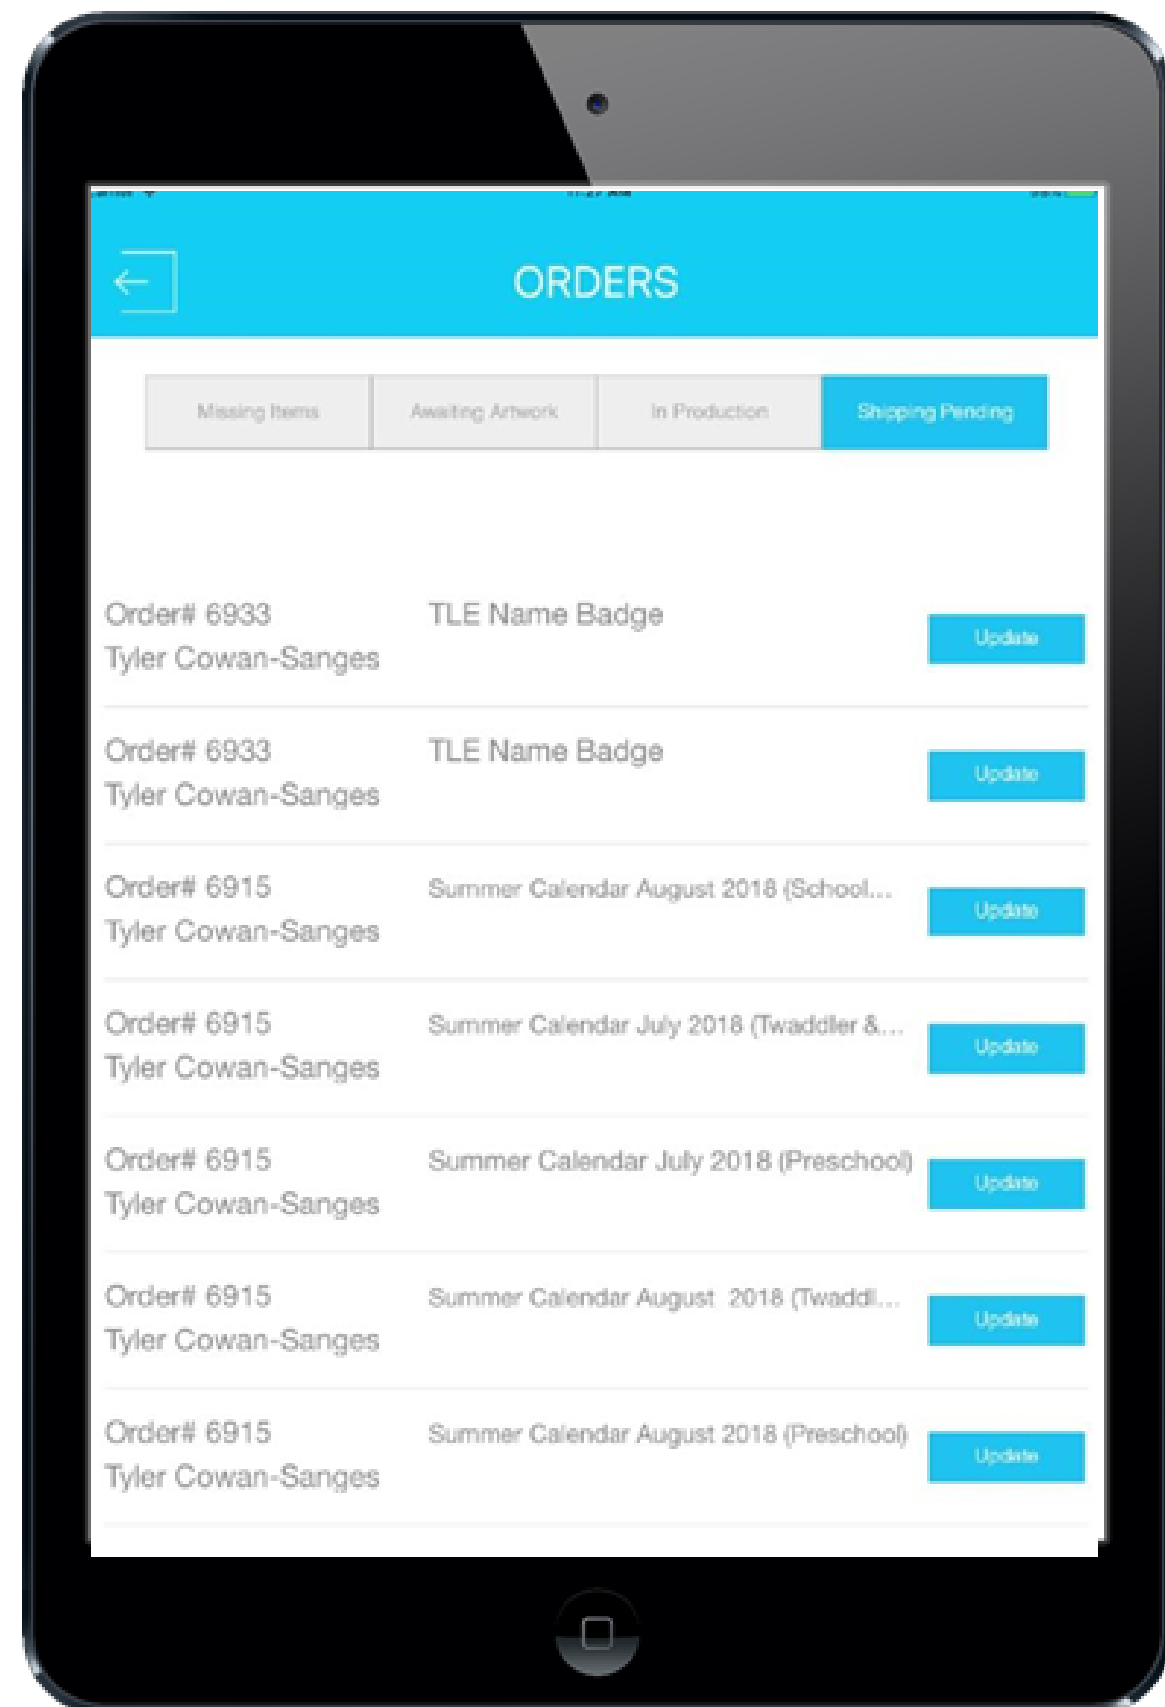 ORDERS
Missing Items
Awaiting Artwork
In Production
Shipping Pending
Order# 6933
TLE Name Badge
Tyler Cowan-Sanges
Update
Order# 6933
TLE Name Badge
Tyler Cowan-Sanges
Update
Order# 6915
Summer Calendar August 2018 (School...
Tyler Cowan-Sanges
Update
Order# 6915
Summer Calendar July 2018 (Twaddler &...
Tyler Cowan-Sanges
Update
Order# 6915
Summer Calendar July 2018 (Preschool)
Tyler Cowan-Sanges
Update
Order# 6915
Summer Calendar August  2018 (Twaddl...
Tyler Cowan-Sanges
Update
Order# 6915
Summer Calendar August 2018 (Preschool)
Tyler Cowan-Sanges
Update